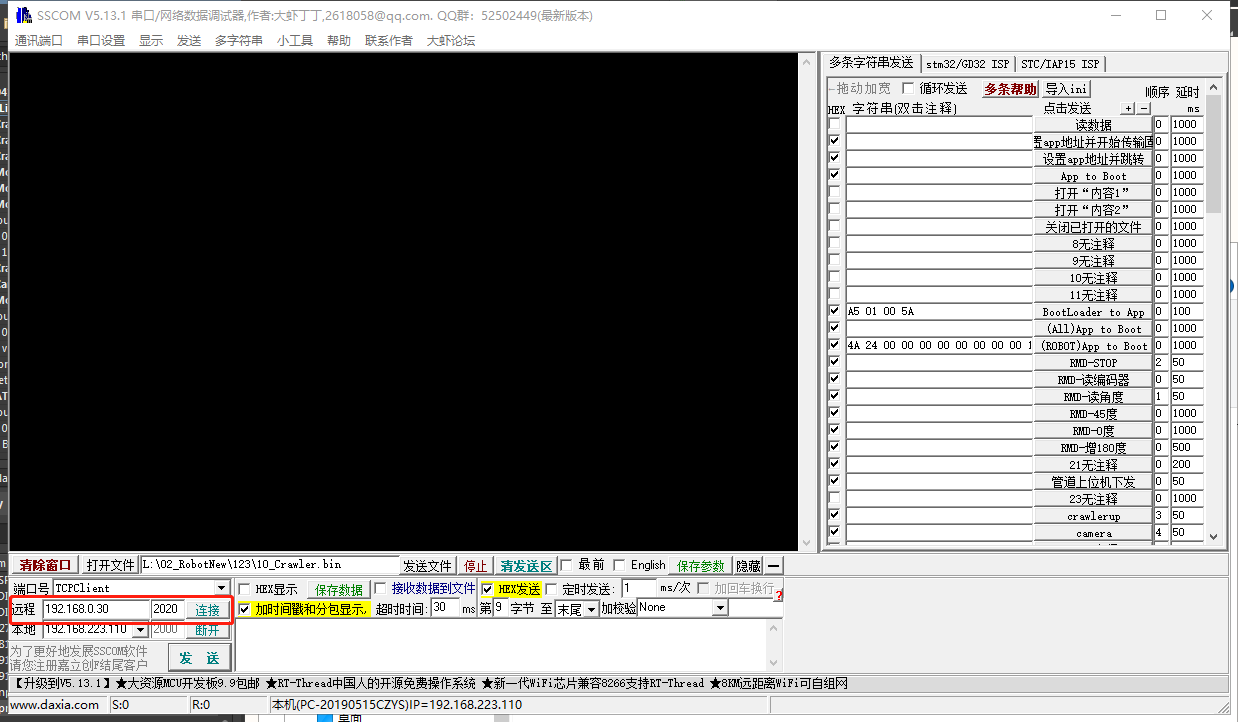 SSCOM V5.13.1 串口/网络数据调试器,作者:大虾丁丁,2618058@qq.com. QQ群：52502449(最新版本)
通讯端口 串口设置 显示 发送 多字符串 小工具 帮助 联系作者 大虾论坛
多条字符串发送 stm32/GD32 ISP STC/IAP15 ISP
←拖动加宽 循环发送 多条帮助 导入ini 顺序 延时
HEX 字符串(双击注释) 点击发送 + - ms
读数据 0 1000
置app地址并开始传输固 0 1000
设置app地址并跳转 0 1000
App to Boot 0 1000
打开“内容1” 0 1000
打开“内容2” 0 1000
关闭已打开的文件 0 1000
8无注释 0 1000
9无注释 0 1000
10无注释 0 1000
11无注释 0 1000
A5 01 00 5A BootLoader to App 0 100
(All)App to Boot 0 1000
4A 24 00 00 00 00 00 00 00 00 1 (ROBOT)App to Boot 0 1000
RMD-STOP 2 50
RMD-读编码器 0 50
RMD-读角度 1 50
RMD-45度 0 1000
RMD-0度 0 1000
RMD-增180度 0 500
21无注释 0 200
管道上位机下发 0 50
23无注释 0 1000
crawlerup 3 50
camera 4 50
清除窗口 打开文件 L:\02_RobotNew\123\10_Crawler.bin 发送文件 停止 清发送区 最前 English 保存参数 隐藏 —
端口号 TCPClient HEX显示 保存数据 接收数据到文件 HEX发送 定时发送: 1 ms/次 加回车换行 ?
远程 192.168.0.30 2020 连接 加时间戳和分包显示, 超时时间: 30 ms 第 9 字节 至 末尾 加校验 None
本地 192.168.223.110 2000 断开
为了更好地发展SSCOM软件
请您注册嘉立创F结尾客户
发 送
【升级到V5.13.1】★大资源MCU开发板9.9包邮 ★RT-Thread中国人的开源免费操作系统 ★新一代WiFi芯片兼容8266支持RT-Thread ★8KM远距离WiFi可自组网
www.daxia.com S:0 R:0 本机(PC-20190515CZYS)IP=192.168.223.110